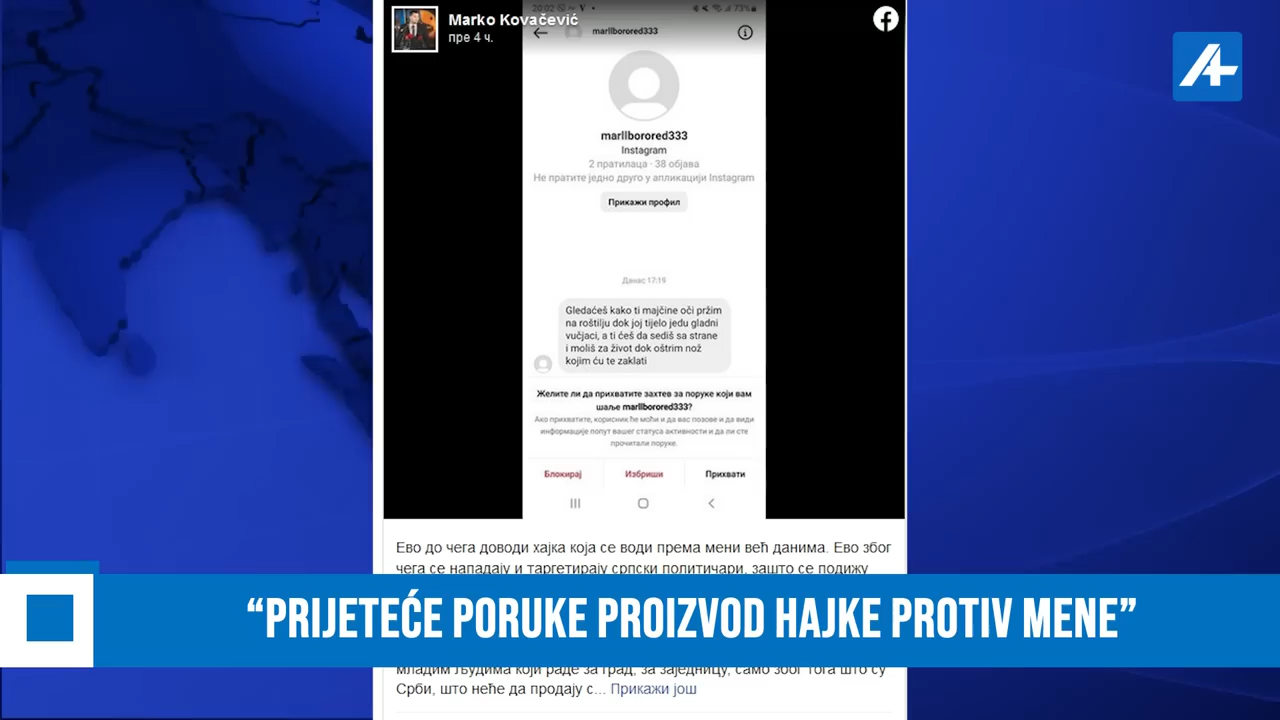 Marko Kovačević
пре 4 ч.
20:02
73%
marllborored333
marllborored333
Instagram
2 пратилаца · 38 објава
Не пратите једно друго у апликацији Instagram
Прикажи профил
Данас 17:19
Gledaćeš kako ti majčine oči pržim
na roštilju dok joj tijelo jedu gladni
vučjaci, a ti ćeš da sediš sa strane
i moliš za život dok oštrim nož
kojim ću te zaklati
Желите ли да прихватите захтев за поруке који вам
шаље marllborored333?
Ако прихватите, корисник ће моћи и да вас позове и да види
информације попут вашег статуса активности и да ли сте
прочитали поруке.
Блокирај
Избриши
Прихвати
Ево до чега доводи хајка која се води према мени већ данима. Ево због
чега се нападају и таргетирају српски политичари, зашто се подижу
“PRIJETEĆE PORUKE PROIZVOD HAJKE PROTIV MENE”
младим људима који раде за град, за заједницу, само због тога што су
Срби, што неће да продају с... Прикажи још